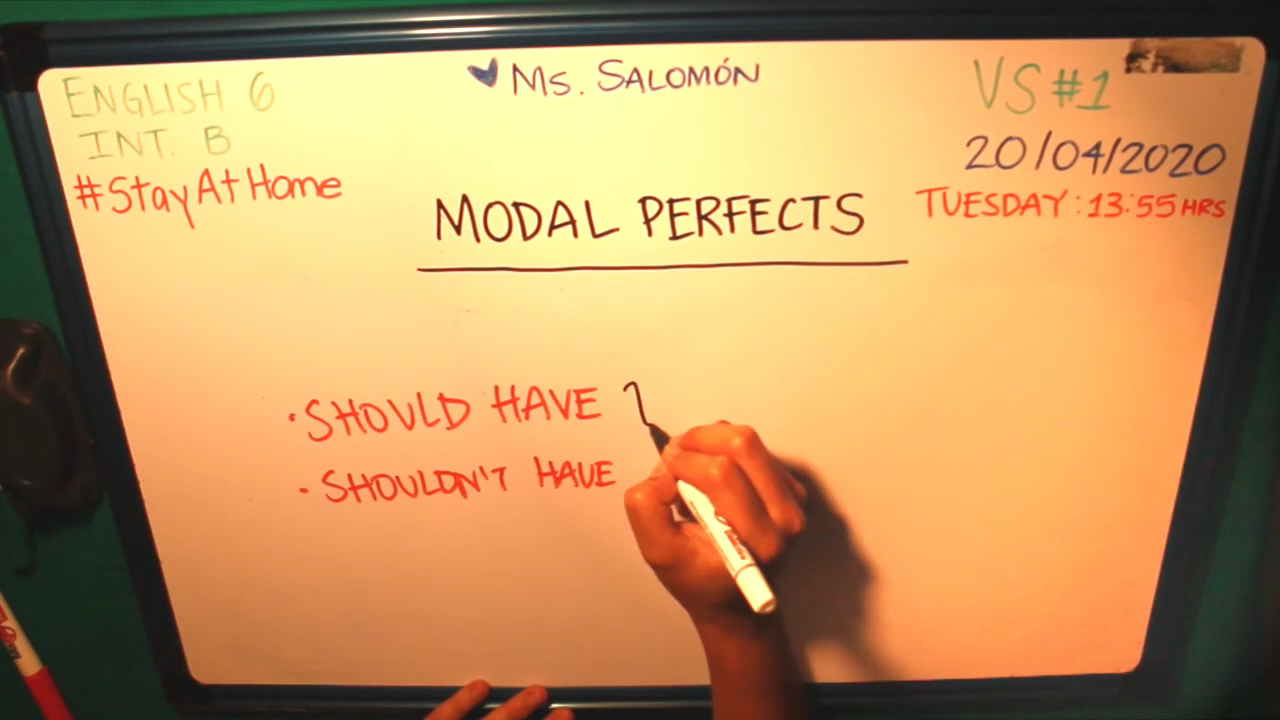 ENGLISH 6
INT. B
#StayAtHome
Ms. SALOMÓN
VS #1
20/04/2020
TUESDAY: 13:55 HRS
MODAL PERFECTS
· SHOULD HAVE
· SHOULDN'T HAVE